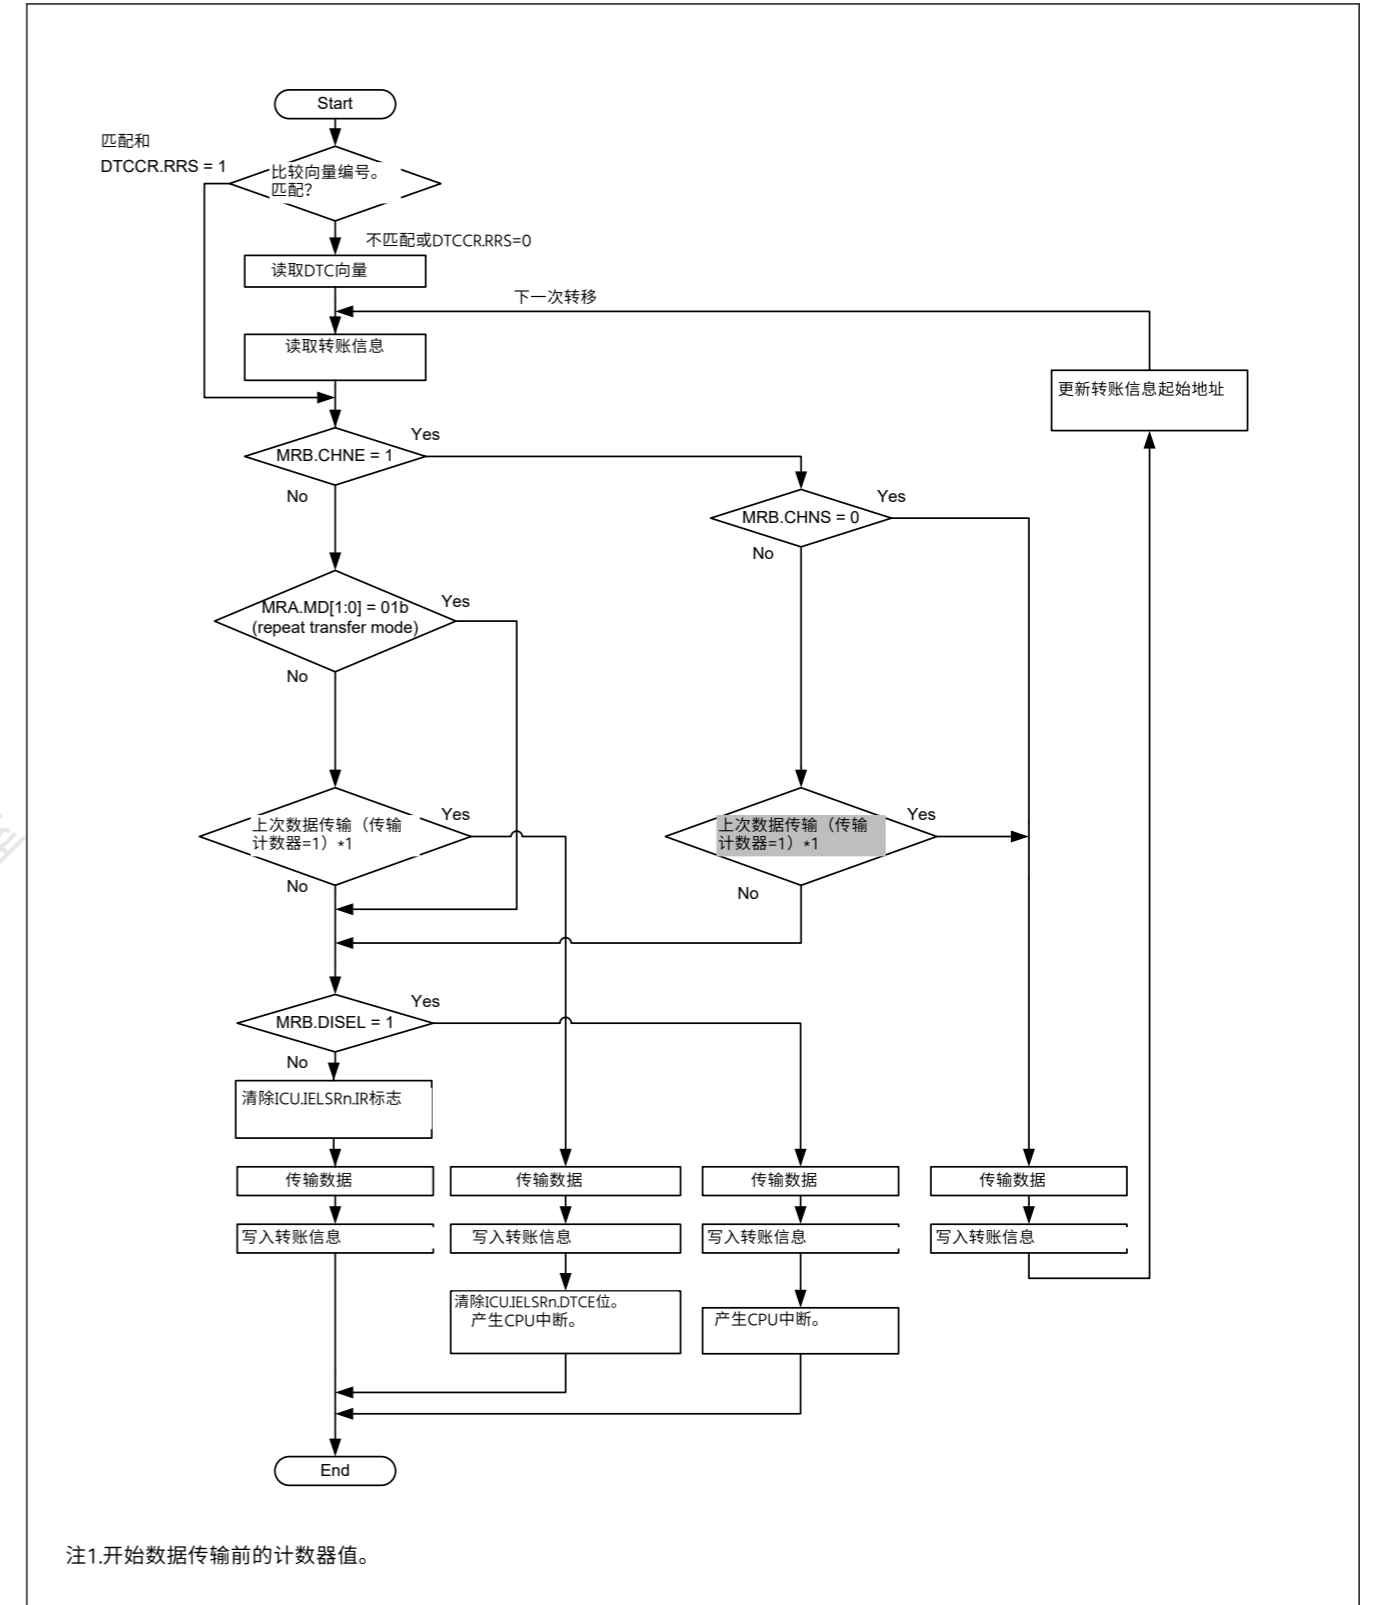 Start
匹配和
DTCCR.RRS = 1
比较向量编号。
匹配?
不匹配或DTCCR.RRS=0
读取DTC向量
下一次转移
读取转账信息
更新转账信息起始地址
Yes
MRB.CHNE = 1
No
Yes
MRB.CHNS = 0
No
MRA.MD[1:0] = 01b
Yes
(repeat transfer mode)
No
上次数据传输（传输
计数器=1）*1
Yes
No
上次数据传输（传输
计数器=1）*1
Yes
No
Yes
MRB.DISEL = 1
No
清除ICU.IELSRn.IR标志
传输数据
传输数据
传输数据
传输数据
写入转账信息
写入转账信息
写入转账信息
写入转账信息
清除ICU.IELSRn.DTCE位。
产生CPU中断。
产生CPU中断。
End
注1.开始数据传输前的计数器值。